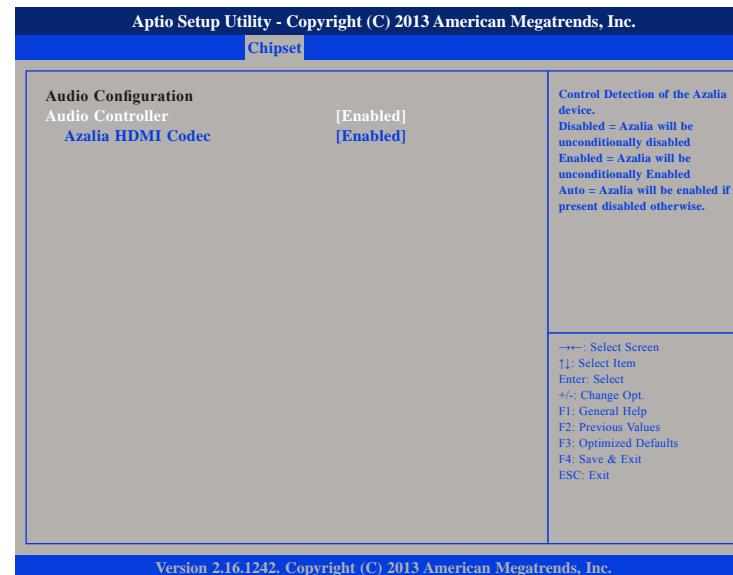 Aptio Setup Utility - Copyright (C) 2013 American Megatrends, Inc.
Chipset
Audio Configuration
Audio Controller [Enabled]
Azalia HDMI Codec [Enabled]
Control Detection of the Azalia
device.
Disabled = Azalia will be
unconditionally disabled
Enabled = Azalia will be
unconditionally Enabled
Auto = Azalia will be enabled if
present disabled otherwise.
→←: Select Screen
↑↓: Select Item
Enter: Select
+/-: Change Opt.
F1: General Help
F2: Previous Values
F3: Optimized Defaults
F4: Save & Exit
ESC: Exit
Version 2.16.1242. Copyright (C) 2013 American Megatrends, Inc.